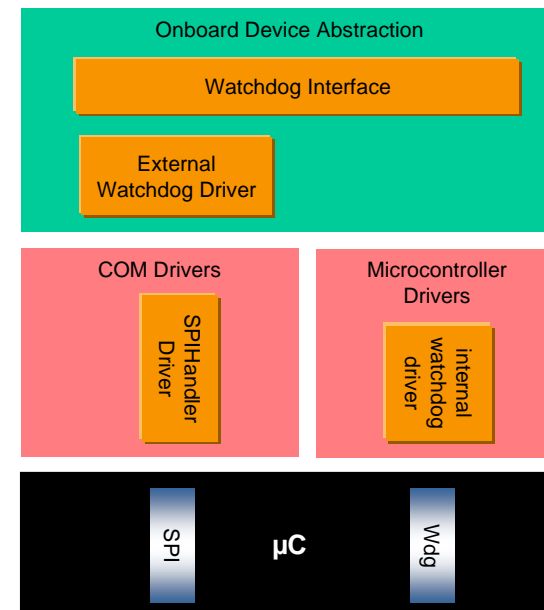 Onboard Device Abstraction
Watchdog Interface
External
Watchdog Driver
COM Drivers
SPIHandler
Driver
Microcontroller
Drivers
internal
watchdog
driver
SPI
µC
Wdg